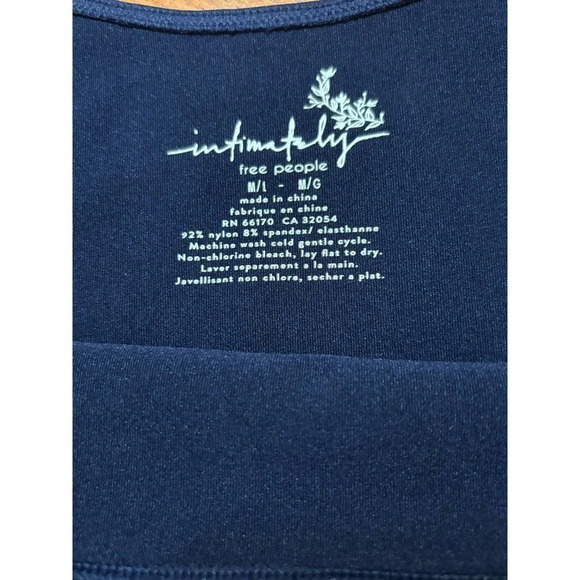 intimately
free people
M/L - M/G
made in china
fabrique en chine
RN 66170 CA 32054
92% nylon 8% spandex/ elasthanne
Machine wash cold gentle cycle.
Non-chlorine bleach, lay flat to dry.
Laver separement a la main.
Javellisant non chlore, secher a plat.